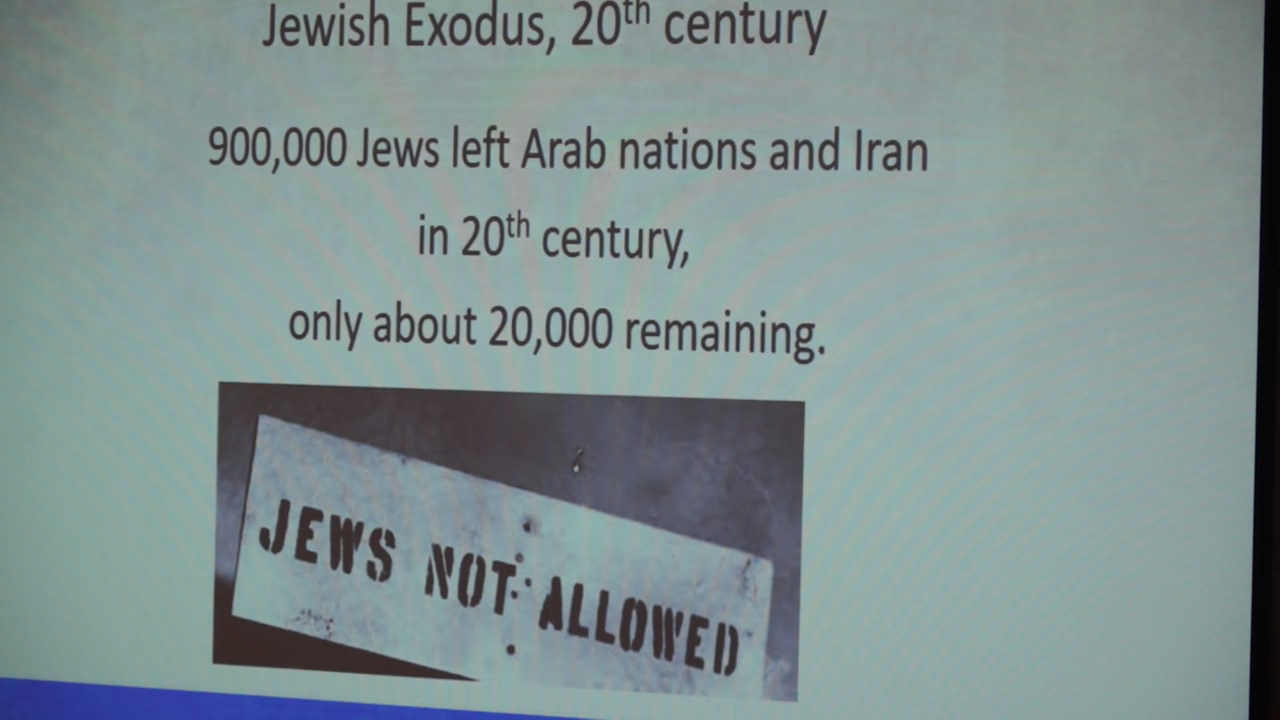 Jewish Exodus, 20th century
900,000 Jews left Arab nations and Iran
in 20th century,
only about 20,000 remaining.
JEWS NOT ALLOWED